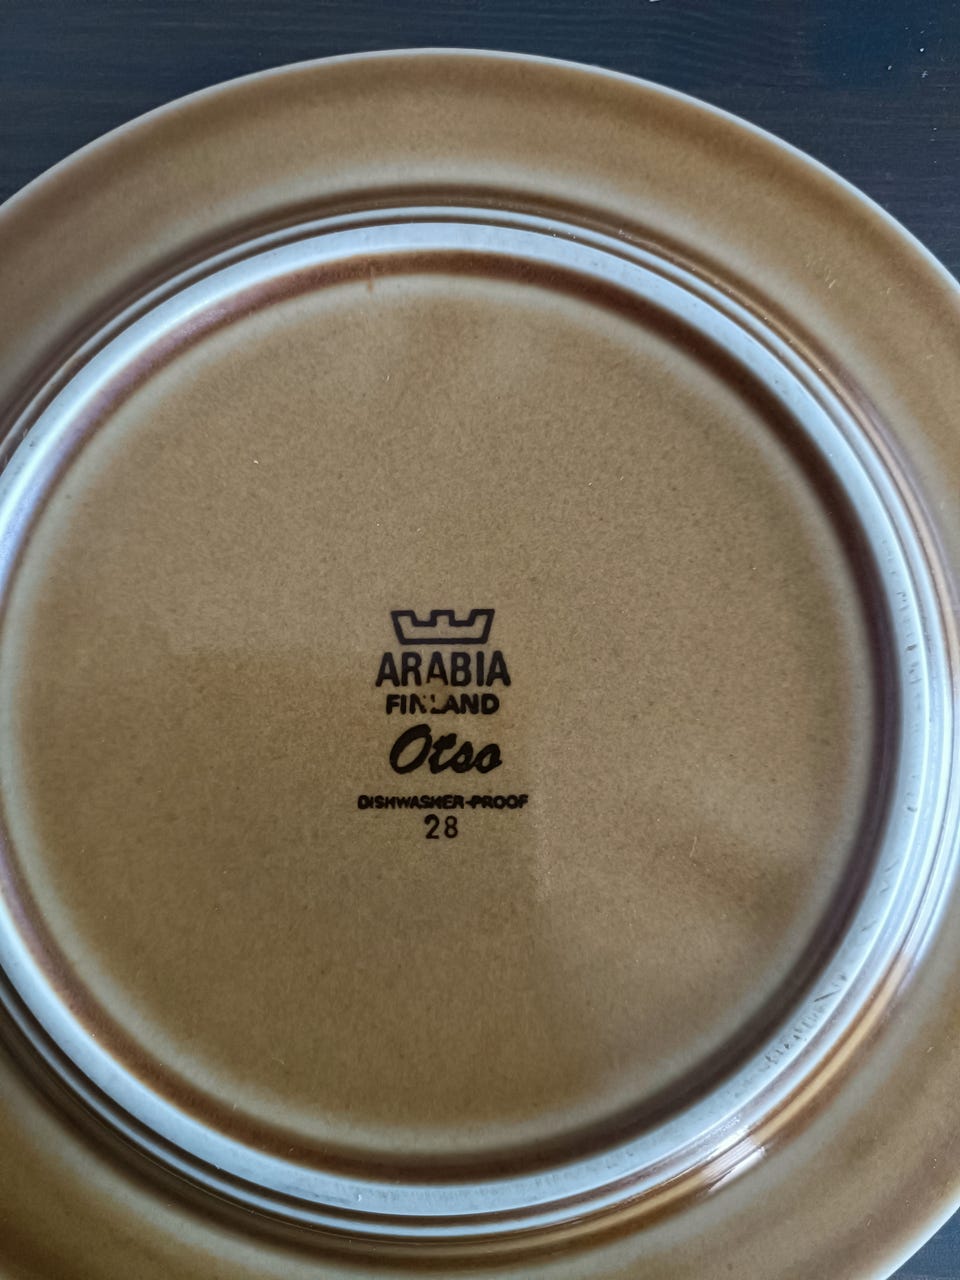 ARABIA
FINLAND
Otso
DISHWASHER-PROOF
28